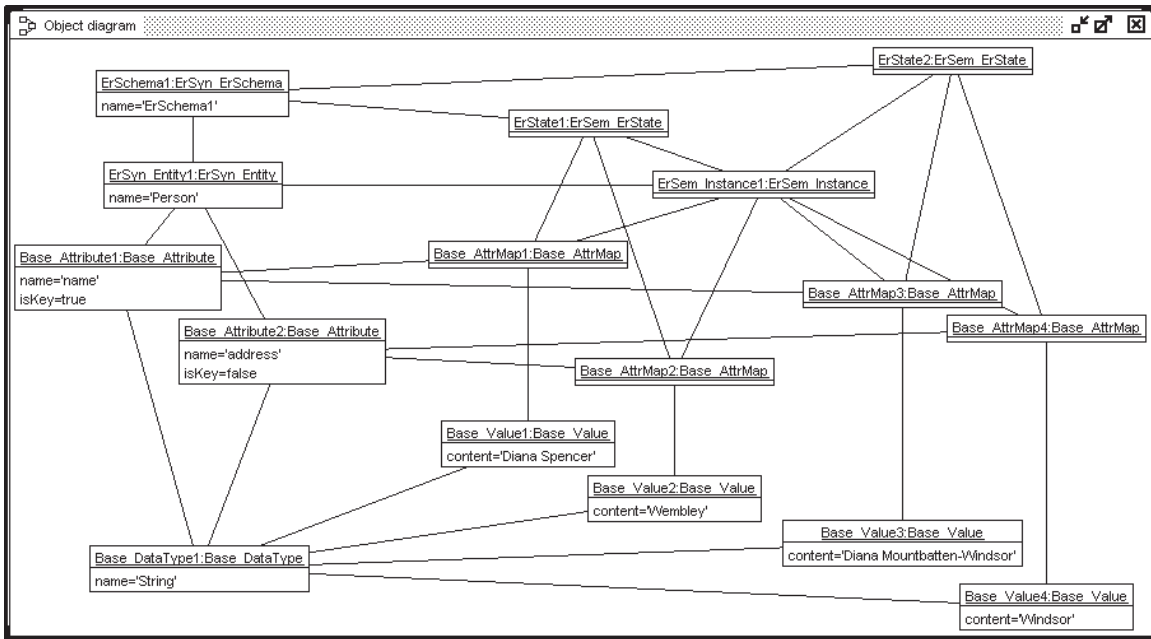 Object diagram
ErState2:ErSem_ErState
ErSchema1:ErSyn_ErSchema
name='ErSchema1'
ErState1:ErSem_ErState
ErSyn_Entity1:ErSyn_Entity
name='Person'
ErSem_Instance1:ErSem_Instance
Base_Attribute1:Base_Attribute
name='name'
isKey=true
Base_AttrMap1:Base_AttrMap
Base_AttrMap3:Base_AttrMap
Base_AttrMap4:Base_AttrMap
Base_Attribute2:Base_Attribute
name='address'
isKey=false
Base_AttrMap2:Base_AttrMap
Base_Value1:Base_Value
content='Diana Spencer'
Base_Value2:Base_Value
content='Wembley'
Base_Value3:Base_Value
content='Diana Mountbatten-Windsor'
Base_DataType1:Base_DataType
name='String'
Base_Value4:Base_Value
content='Windsor'